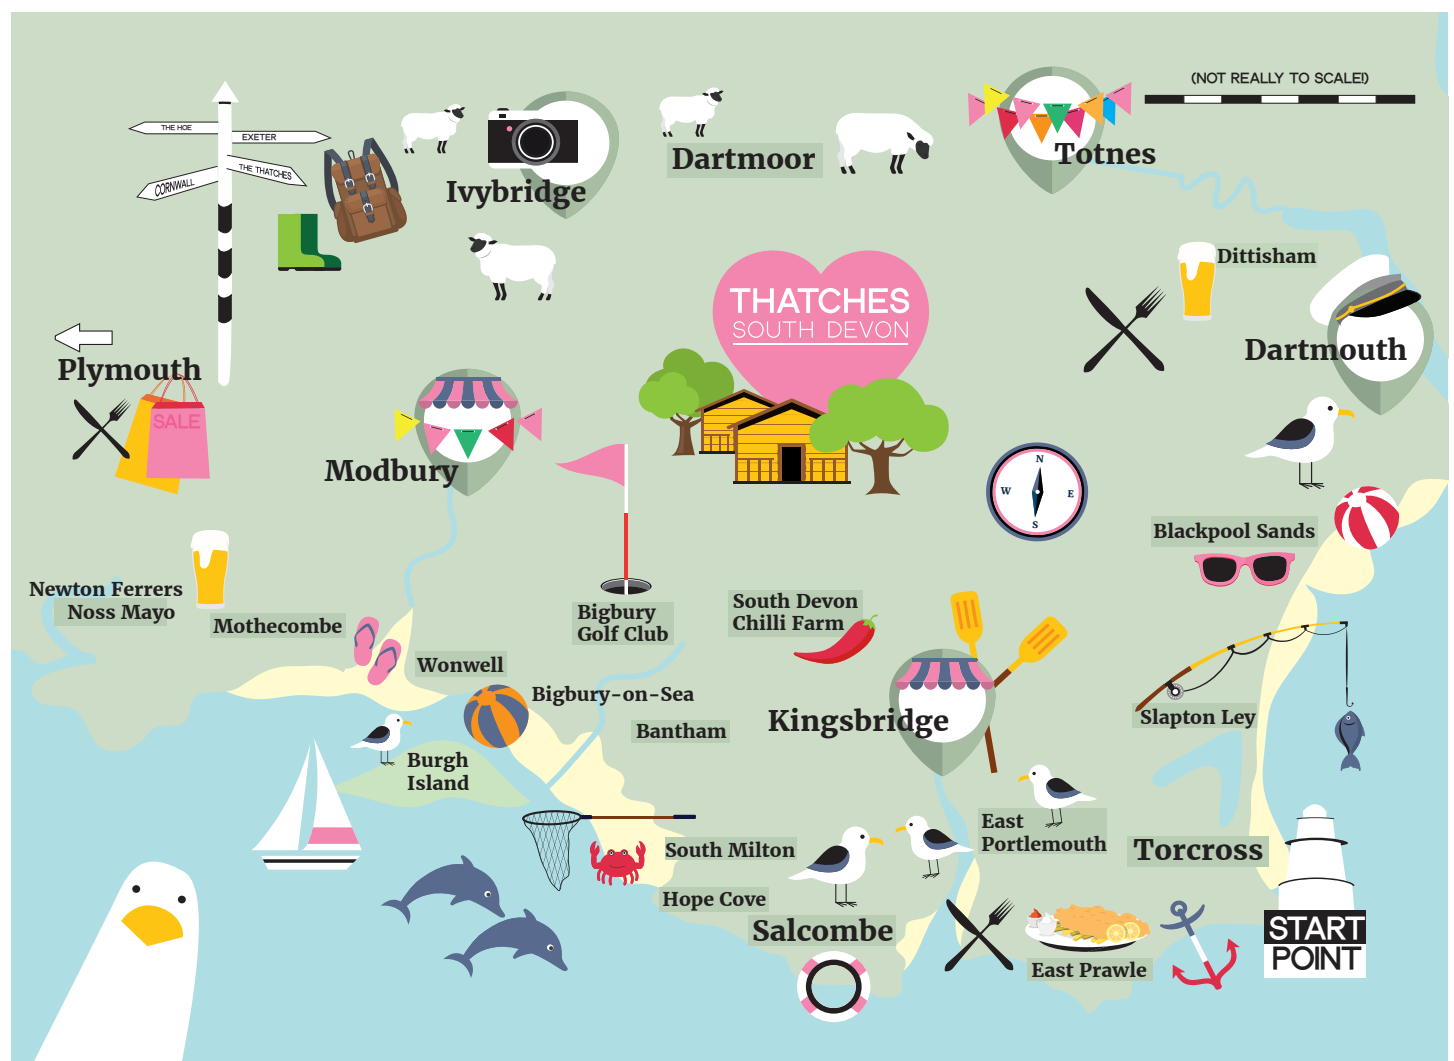 (NOT REALLY TO SCALE!)
THE HOE
EXETER
THE THATCHES
CORNWALL
Ivybridge
Dartmoor
Totnes
Dittisham
THATCHES
SOUTH DEVON
Dartmouth
Plymouth
SALE
Modbury
N
W
E
S
Blackpool Sands
Newton Ferrers
Noss Mayo
Mothecombe
Bigbury
Golf Club
South Devon
Chilli Farm
Wonwell
Bigbury-on-Sea
Bantham
Kingsbridge
Slapton Ley
Burgh
Island
East
Portlemouth
South Milton
Torcross
Hope Cove
Salcombe
START
POINT
East Prawle